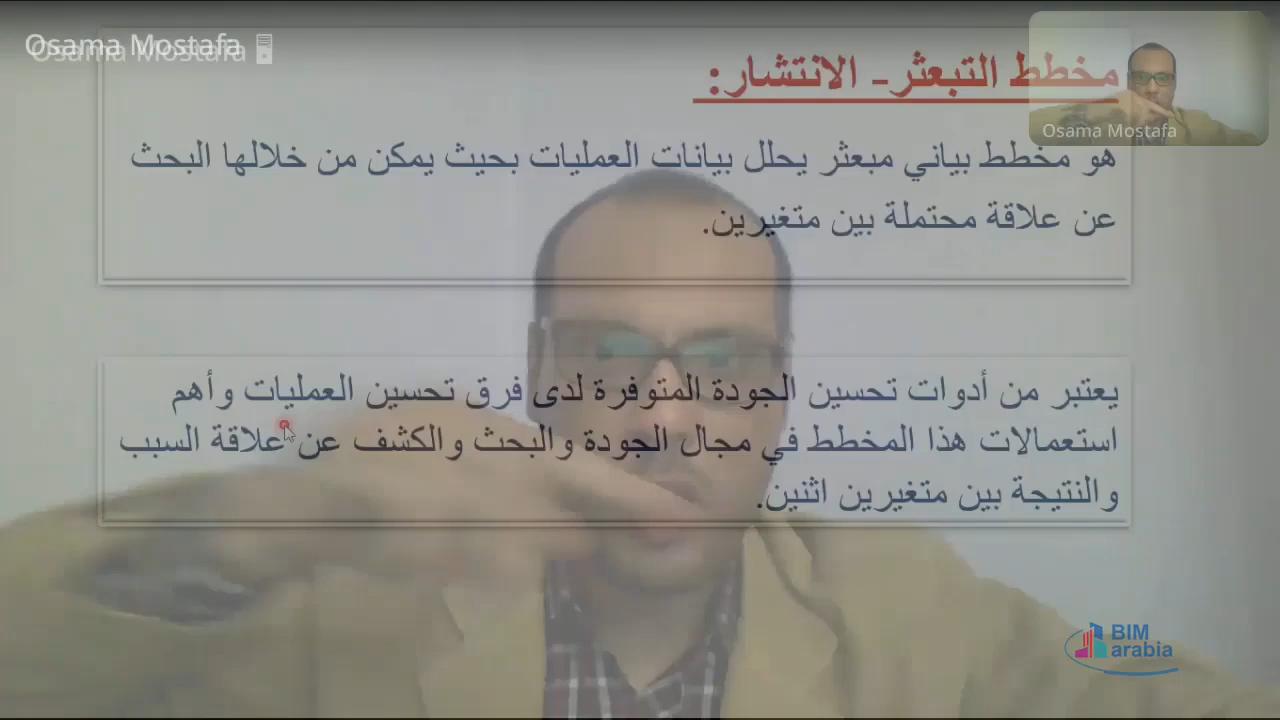 Osama Mostafa
Osama Mostafa
مخطط التبعثر- الانتشار:
Osama Mostafa
هو مخطط بياني مبعثر يحلل بيانات العمليات بحيث يمكن من خلالها البحث
عن علاقة محتملة بين متغيرين.
يعتبر من أدوات تحسين الجودة المتوفرة لدى فرق تحسين العمليات وأهم
استعمالات هذا المخطط في مجال الجودة والبحث والكشف عن علاقة السبب
والنتيجة بين متغيرين اثنين.
BIM
arabia